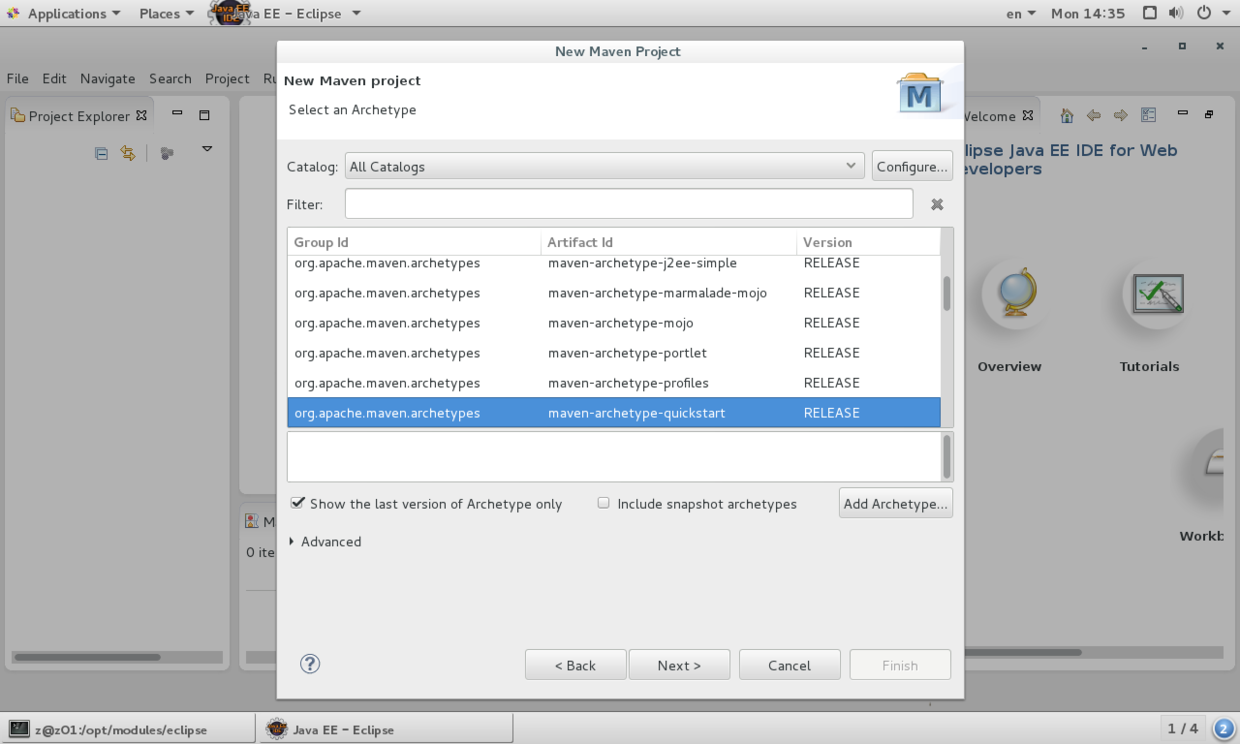 Applications Places Java EE – Eclipse en Mon 14:35
New Maven Project
File Edit Navigate Search Project Ru
New Maven project
Select an Archetype
M
Project Explorer
Welcome
Catalog: All Catalogs Configure...
Filter:
clipse Java EE IDE for Web
evelopers
Group Id Artifact Id Version
org.apache.maven.archetypes maven-archetype-j2ee-simple RELEASE
org.apache.maven.archetypes maven-archetype-marmalade-mojo RELEASE
org.apache.maven.archetypes maven-archetype-mojo RELEASE
org.apache.maven.archetypes maven-archetype-portlet RELEASE
org.apache.maven.archetypes maven-archetype-profiles RELEASE
org.apache.maven.archetypes maven-archetype-quickstart RELEASE
Overview Tutorials
Show the last version of Archetype only Include snapshot archetypes Add Archetype...
M
Advanced
0 ite
Workb
? < Back Next > Cancel Finish
z@z01:/opt/modules/eclipse Java EE – Eclipse 1 / 4 2